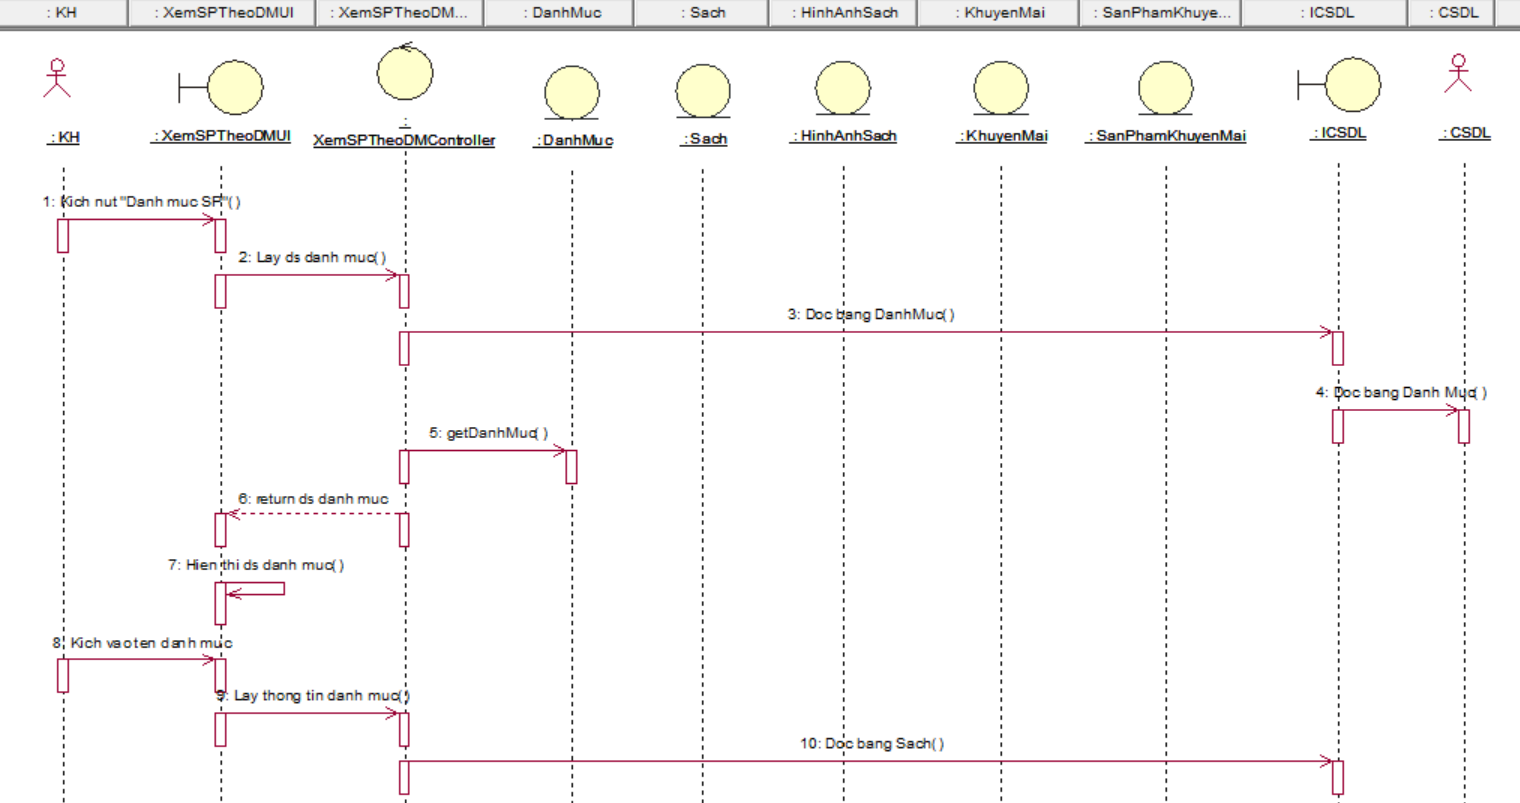 : KH
: XemSPTheoDMUI
: XemSPTheoDM...
: DanhMuc
: Sach
: HinhAnhSach
: KhuyenMai
: SanPhamKhuye...
: ICSDL
: CSDL
: KH
: XemSPTheoDMUI
:
XemSPTheoDMController
: DanhMuc
: Sach
: HinhAnhSach
: KhuyenMai
: SanPhamKhuyenMai
: ICSDL
: CSDL
1: Kich nut "Danh muc SP"( )
2: Lay ds danh muc( )
3: Doc bang DanhMuc( )
4: Doc bang Danh Muc( )
5: getDanhMuc( )
6: return ds danh muc
7: Hien thi ds danh muc( )
8: Kich vao ten danh muc
9: Lay thong tin danh muc( )
10: Doc bang Sach( )